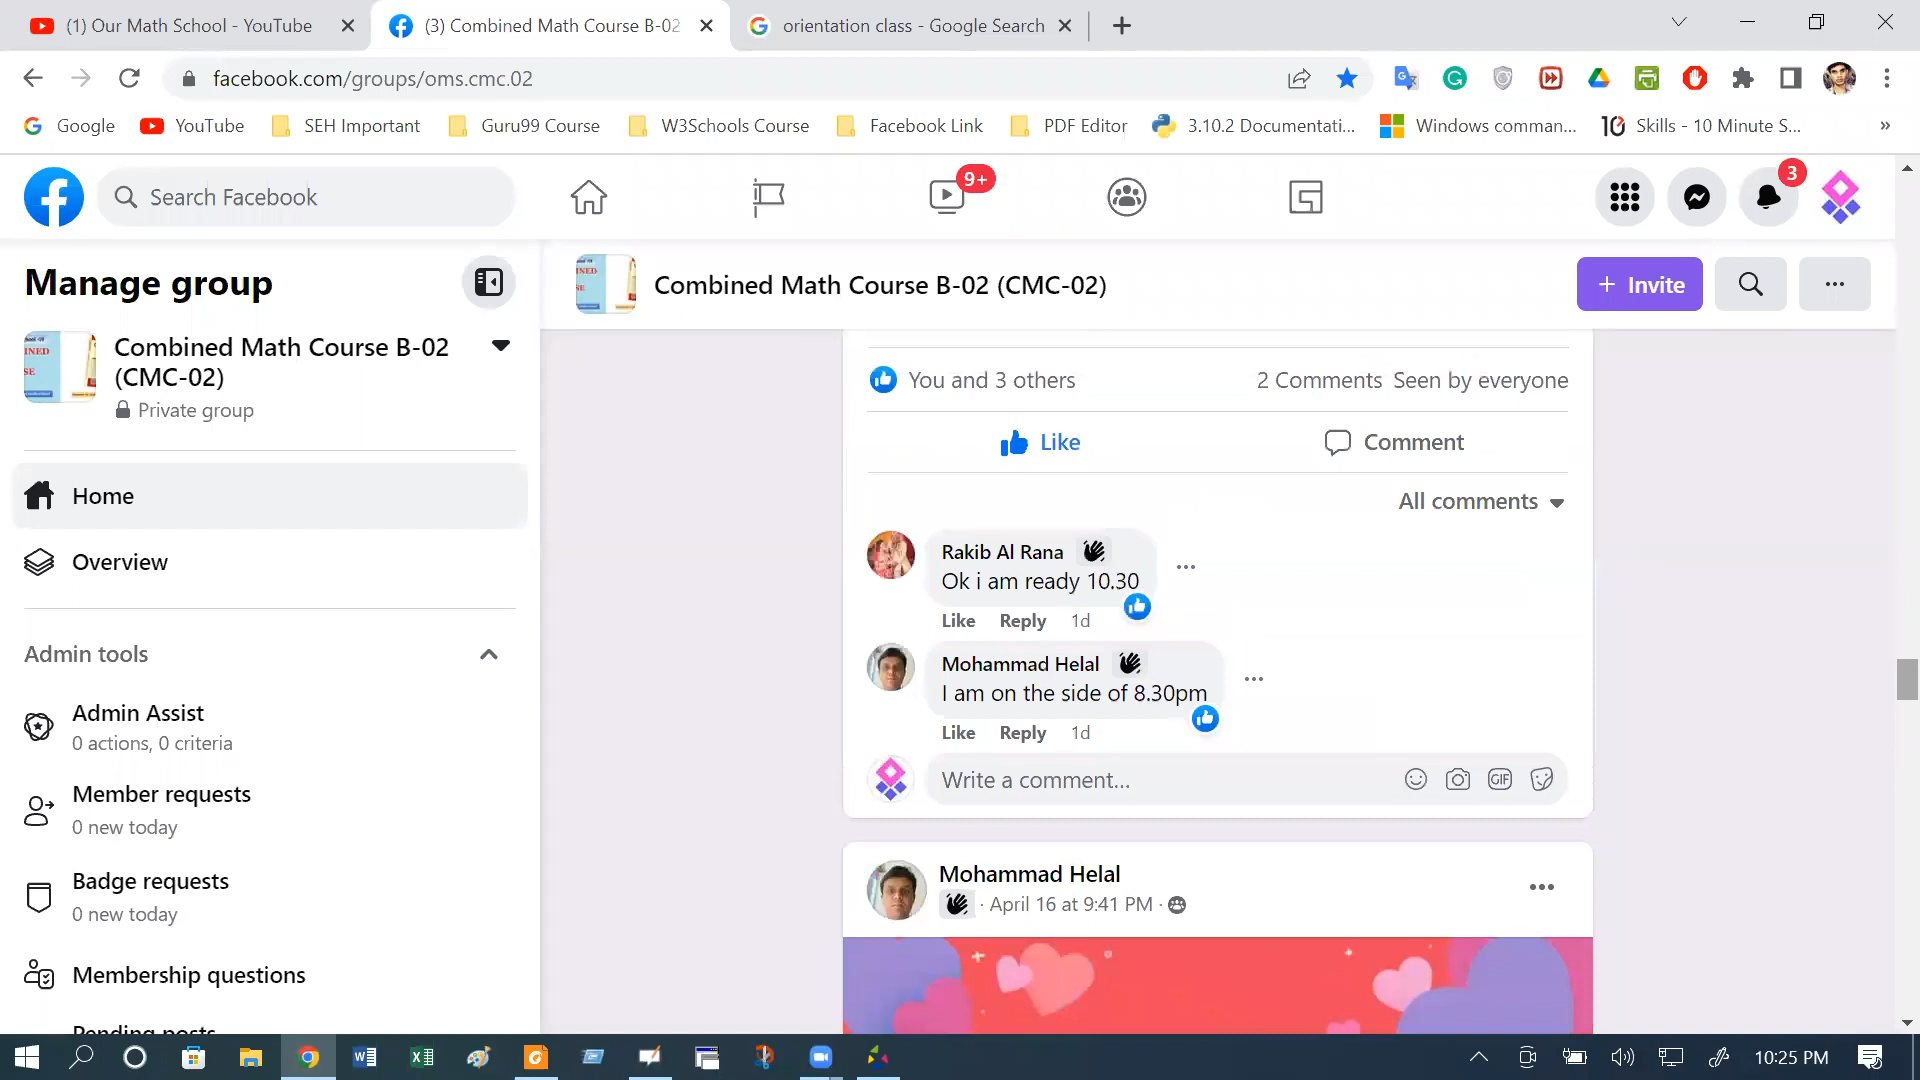 (1) Our Math School - YouTube
(3) Combined Math Course B-02
orientation class - Google Search
facebook.com/groups/oms.cmc.02
Google
YouTube
SEH Important
Guru99 Course
W3Schools Course
Facebook Link
PDF Editor
3.10.2 Documentati...
Windows comman...
Skills - 10 Minute S...
»
Search Facebook
9+
3
Manage group
Combined Math Course B-02 (CMC-02)
+ Invite
Combined Math Course B-02
(CMC-02)
Private group
Home
Overview
Admin tools
Admin Assist
0 actions, 0 criteria
Member requests
0 new today
Badge requests
0 new today
Membership questions
Pending posts
You and 3 others
2 Comments Seen by everyone
Like
Comment
All comments
Rakib Al Rana
Ok i am ready 10.30
Like Reply 1d
Mohammad Helal
I am on the side of 8.30pm
Like Reply 1d
Write a comment...
GIF
Mohammad Helal
· April 16 at 9:41 PM ·
10:25 PM